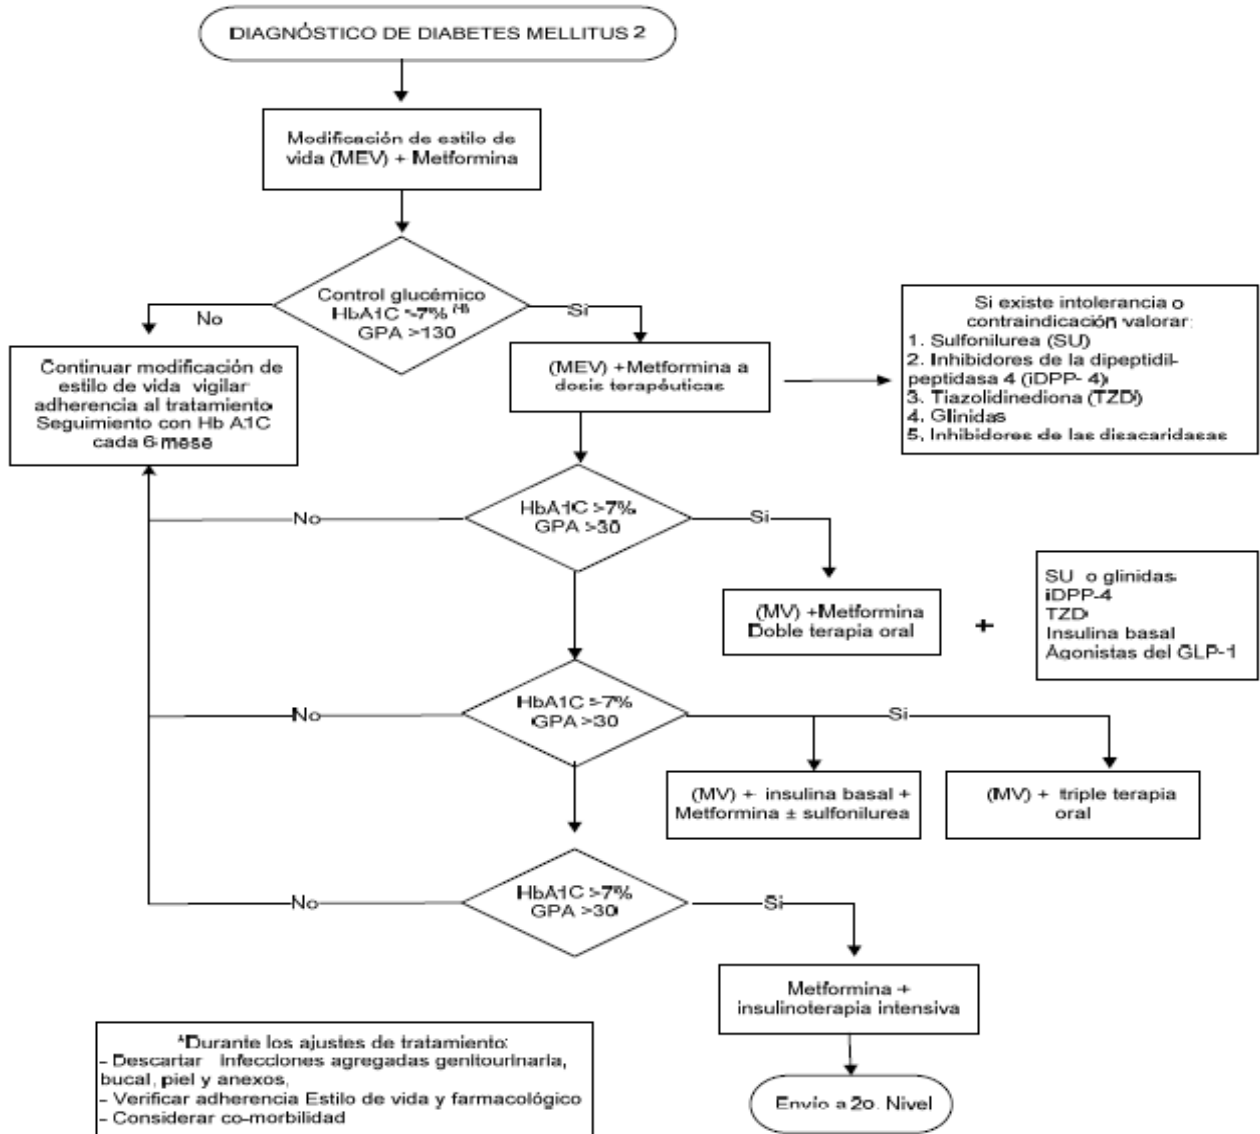 DIAGNÓSTICO DE DIABETES MELLITUS 2
Modificación de estilo de
vida (MEV) + Metformina
Control glucémico
HbA1C >7%
GPA >130
No
Si
Continuar modificación de
estilo de vida vigilar
adherencia al tratamiento
Seguimiento con Hb A1C
cada 6 mese
(MEV) +Metformina a
dosis terapéuticas
Si existe intolerancia o
contraindicación valorar:
1. Sulfonilurea (SU)
2. Inhibidores de la dipeptidil-
peptidasa 4 (iDPP- 4)
3. Tiazolidinediona (TZD)
4. Glinidas
5, Inhibidores de las disacaridasas
HbA1C >7%
GPA >30
No
Si
(MV) +Metformina
Doble terapia oral
+
SU o glinidas
iDPP-4
TZD
Insulina basal
Agonistas del GLP-1
HbA1C >7%
GPA >30
No
Si
(MV) + insulina basal +
Metformina ± sulfonilurea
(MV) + triple terapia
oral
HbA1C >7%
GPA >30
No
Si
Metformina +
insulinoterapia intensiva
Envío a 2o. Nivel
*Durante los ajustes de tratamiento:
- Descartar infecciones agregadas genitourinaria,
bucal, piel y anexos,
- Verificar adherencia Estilo de vida y farmacológico
- Considerar co-morbilidad